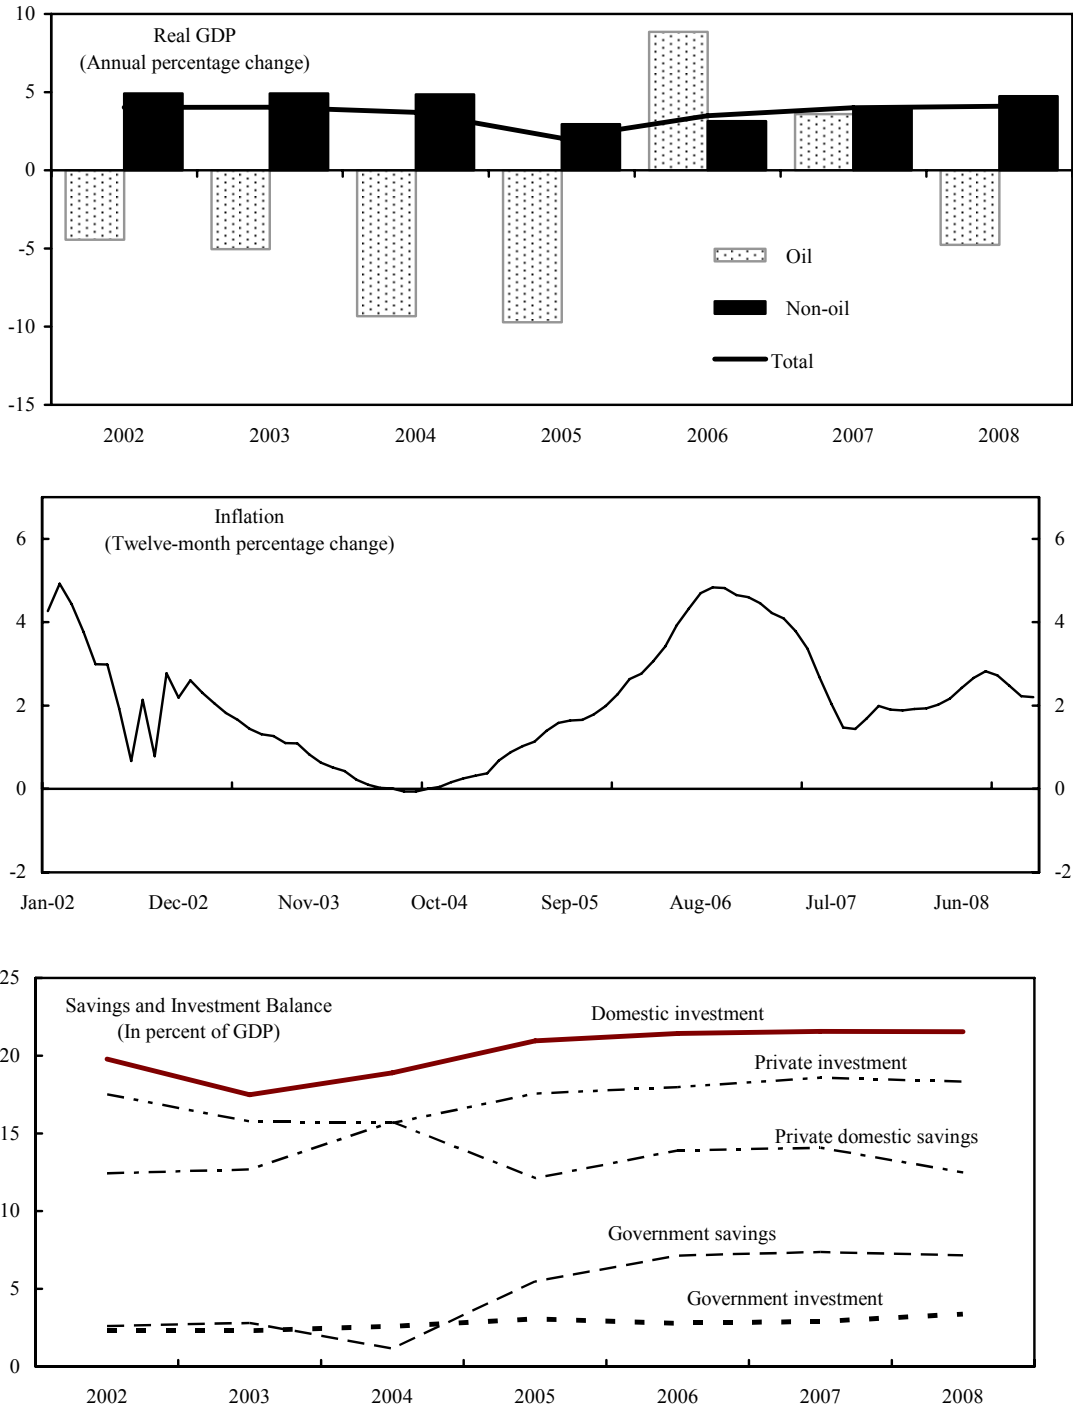 10
Real GDP
(Annual percentage change)
5
0
-5
Oil
Non-oil
-10
Total
-15
2002 2003 2004 2005 2006 2007 2008
Inflation
(Twelve-month percentage change)
6 6
4 4
2 2
0 0
-2 -2
Jan-02 Dec-02 Nov-03 Oct-04 Sep-05 Aug-06 Jul-07 Jun-08
25
Savings and Investment Balance
(In percent of GDP)
Domestic investment
20
Private investment
15
Private domestic savings
10
Government savings
5
Government investment
0
2002 2003 2004 2005 2006 2007 2008